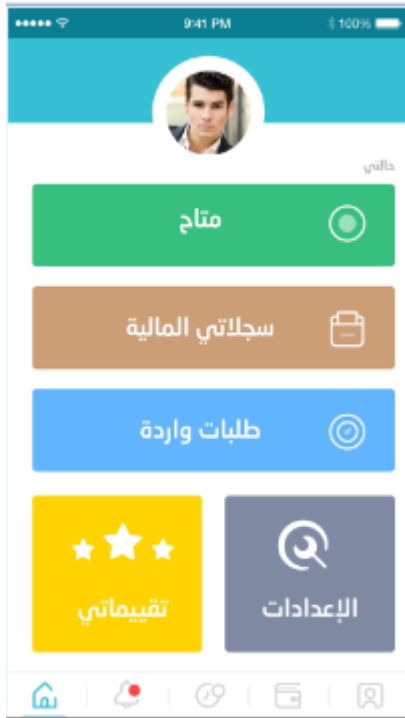 9:41 PM
100%
حالتي
متاح
سجلاتي المالية
طلبات واردة
الإعدادات
تقييماتي